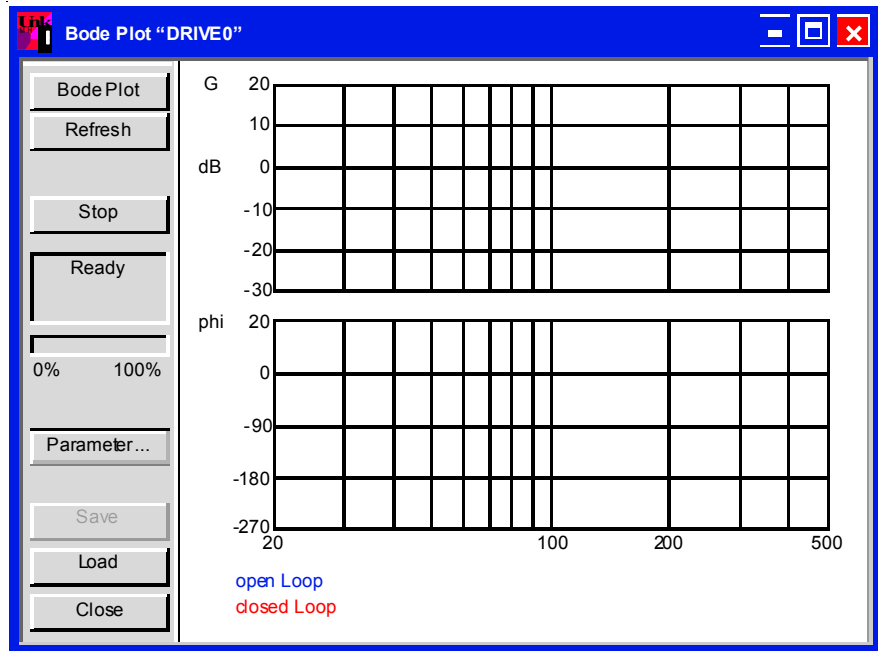 Bode Plot “DRIVE0”
Bode Plot
Refresh
Stop
Ready
0% 100%
Parameter...
Save
Load
Close
G 20
10
dB 0
-10
-20
-30
phi 20
0
-90
-180
-270
20 100 200 500
open Loop
closed Loop